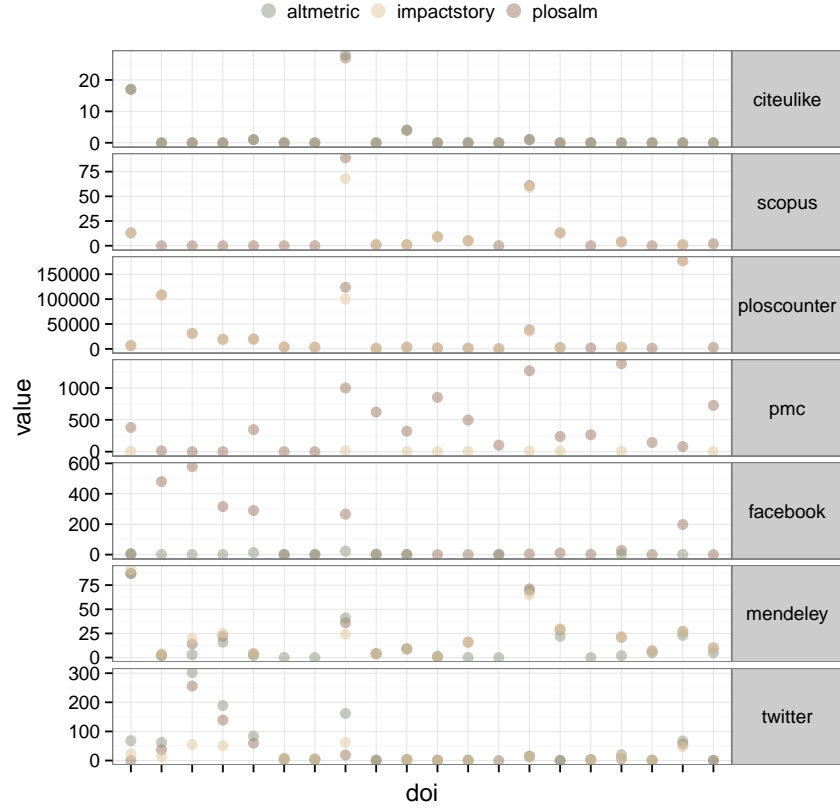 altmetric impactstory plosalm
value
20
10
0
citeulike
75
50
25
0
scopus
150000
100000
50000
0
ploscounter
1000
500
0
pmc
600
400
200
0
facebook
75
50
25
0
mendeley
300
200
100
0
twitter
doi